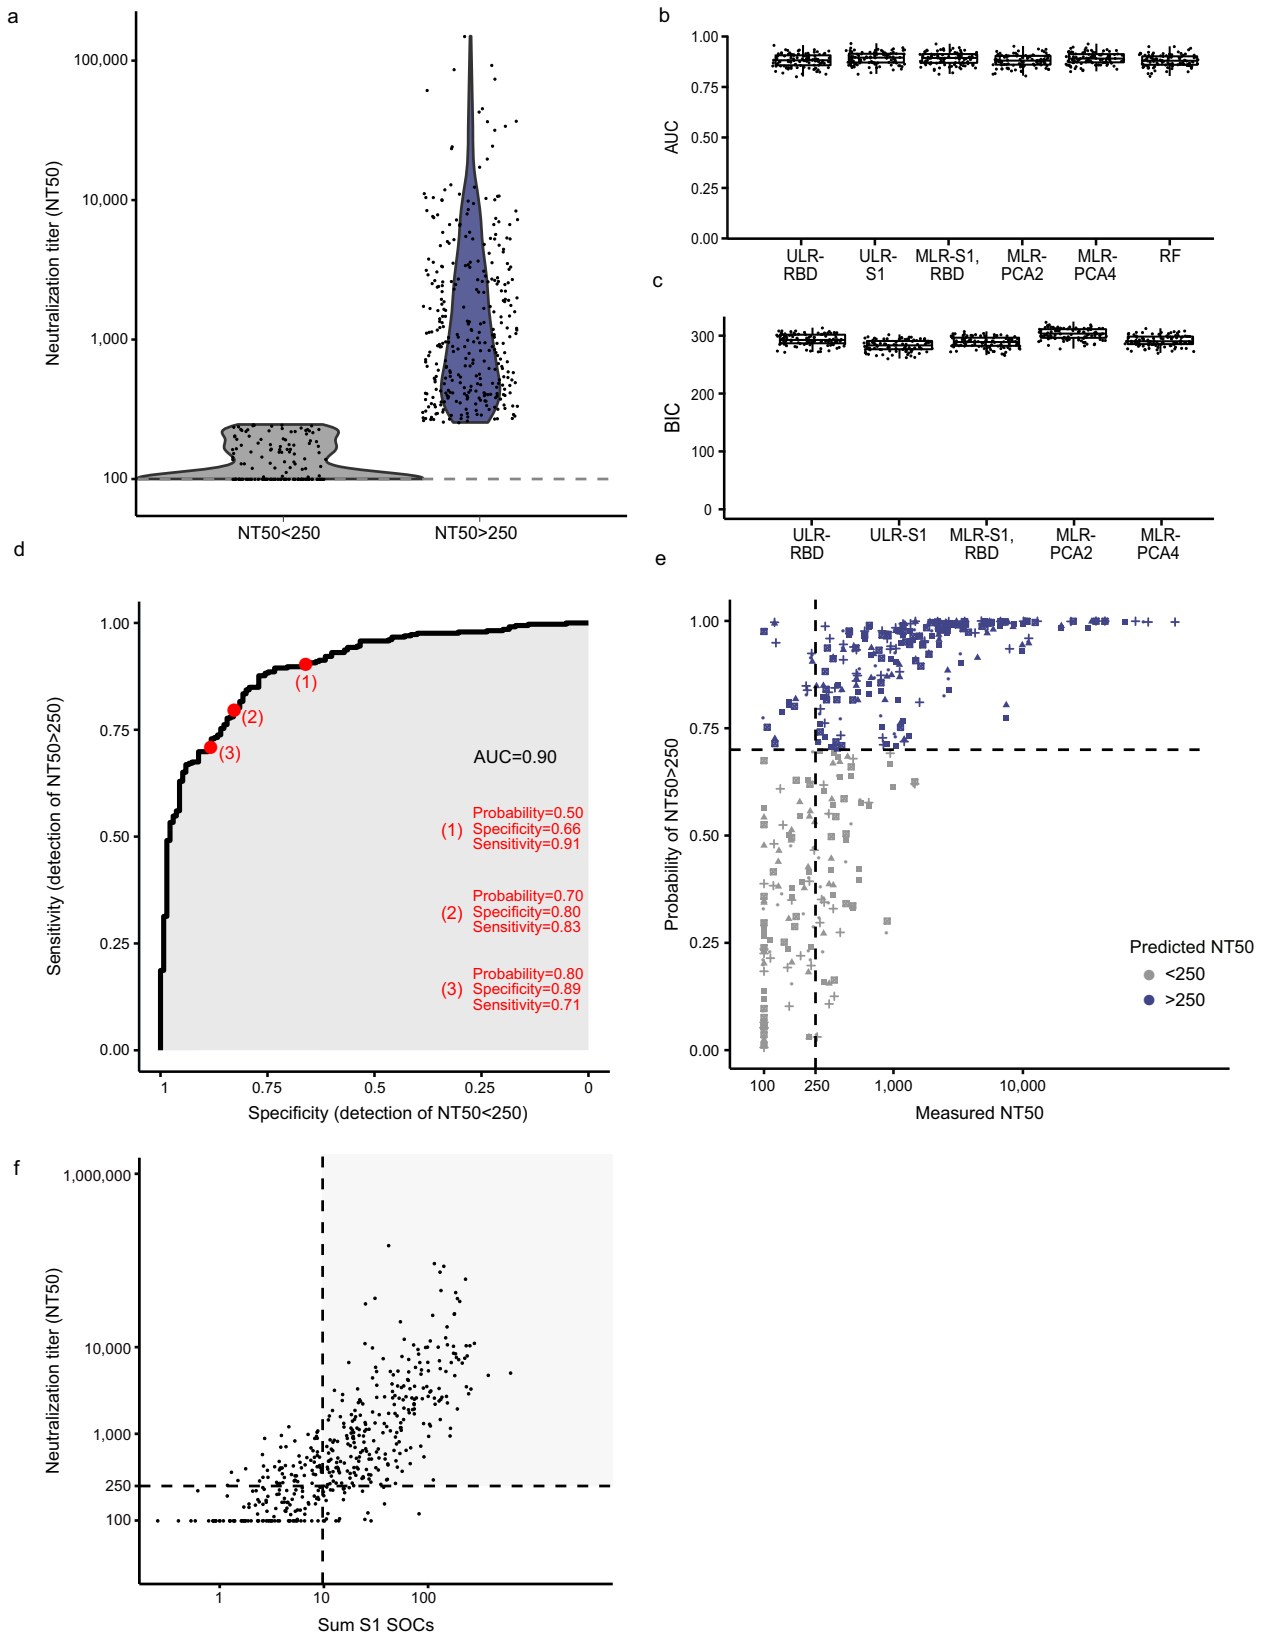 a
100,000
10,000
1,000
100
Neutralization titer (NT50)
NT50<250
NT50>250
b
1.00
0.75
0.50
0.25
0.00
AUC
ULR-
RBD
ULR-
S1
MLR-S1,
RBD
MLR-
PCA2
MLR-
PCA4
RF
c
300
200
100
0
BIC
ULR-
RBD
ULR-S1
MLR-S1,
RBD
MLR-
PCA2
MLR-
PCA4
d
1.00
0.75
0.50
0.25
0.00
Sensitivity (detection of NT50>250)
(1)
(2)
(3)
AUC=0.90
(1)
Probability=0.50
Specificity=0.66
Sensitivity=0.91
(2)
Probability=0.70
Specificity=0.80
Sensitivity=0.83
(3)
Probability=0.80
Specificity=0.89
Sensitivity=0.71
1
0.75
0.5
0.25
0
Specificity (detection of NT50<250)
e
1.00
0.75
0.50
0.25
0.00
Probability of NT50>250
Predicted NT50
<250
>250
100
250
1,000
10,000
Measured NT50
f
1,000,000
10,000
1,000
250
100
Neutralization titer (NT50)
1
10
100
Sum S1 SOCs